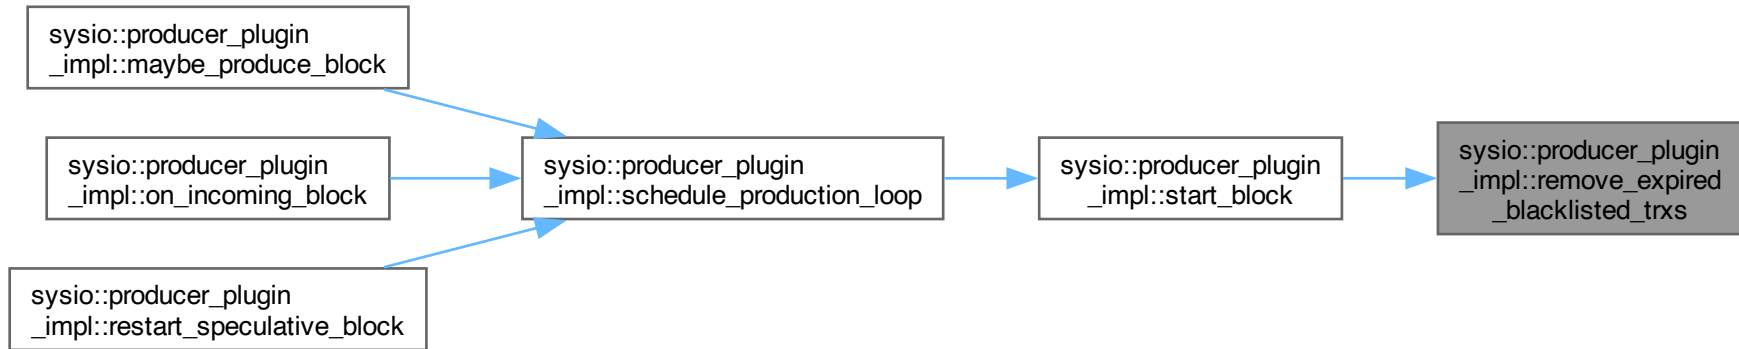 sysio::producer_plugin
_impl::maybe_produce_block
sysio::producer_plugin
_impl::on_incoming_block
sysio::producer_plugin
_impl::restart_speculative_block
sysio::producer_plugin
_impl::schedule_production_loop
sysio::producer_plugin
_impl::start_block
sysio::producer_plugin
_impl::remove_expired
_blacklisted_trxs